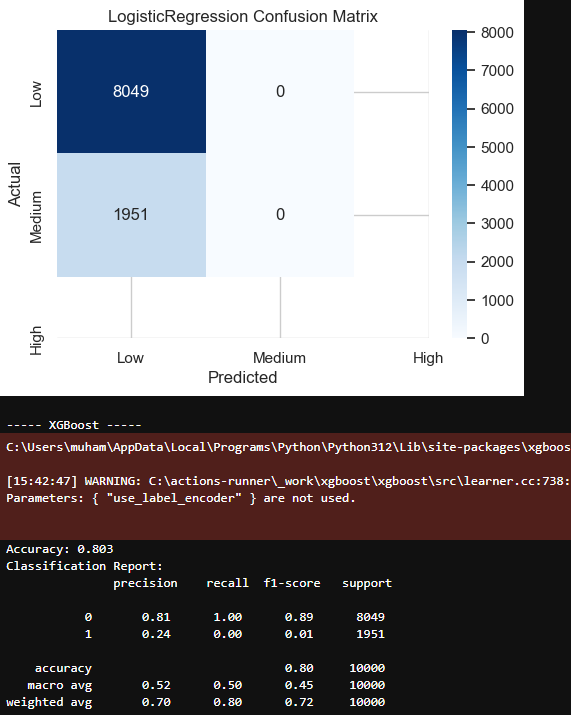 LogisticRegression Confusion Matrix
8000
7000
6000
5000
4000
3000
2000
1000
0
Actual
Low
Medium
High
8049 0
1951 0
Low Medium High
Predicted
----- XGBoost -----
C:\Users\muham\AppData\Local\Programs\Python\Python312\Lib\site-packages\xgboos
[15:42:47] WARNING: C:\actions-runner\_work\xgboost\xgboost\src\learner.cc:738:
Parameters: { "use_label_encoder" } are not used.
Accuracy: 0.803
Classification Report:
precision recall f1-score support
0 0.81 1.00 0.89 8049
1 0.24 0.00 0.01 1951
accuracy 0.80 10000
macro avg 0.52 0.50 0.45 10000
weighted avg 0.70 0.80 0.72 10000